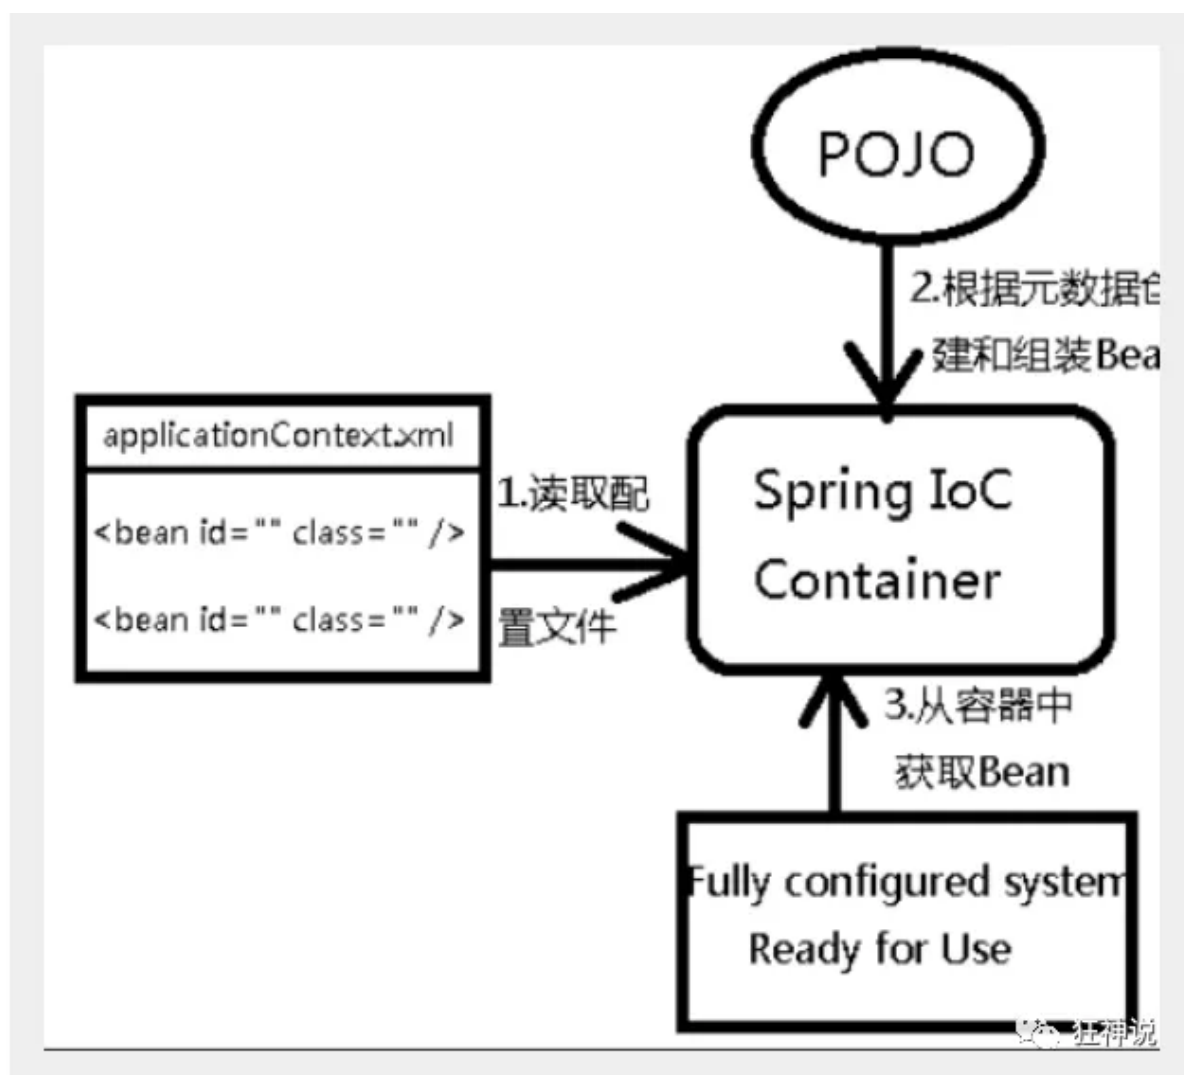 POJO
2.根据元数据创
建和组装Bea
applicationContext.xml
<bean id="" class="" />
<bean id="" class="" />
1.读取配
置文件
Spring IoC
Container
3.从容器中
获取Bean
Fully configured system
Ready for Use
狂神说